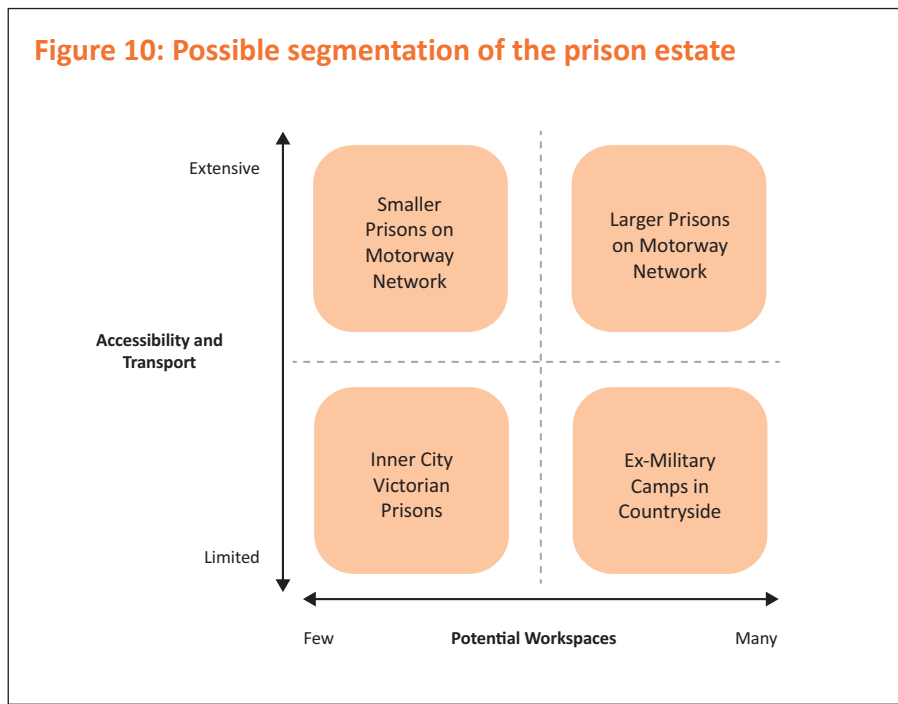 Figure 10: Possible segmentation of the prison estate
Extensive
Smaller
Prisons on
Motorway
Network
Larger Prisons
on Motorway
Network
Accessibility and
Transport
Inner City
Victorian
Prisons
Ex-Military
Camps in
Countryside
Limited
Few
Potential Workspaces
Many